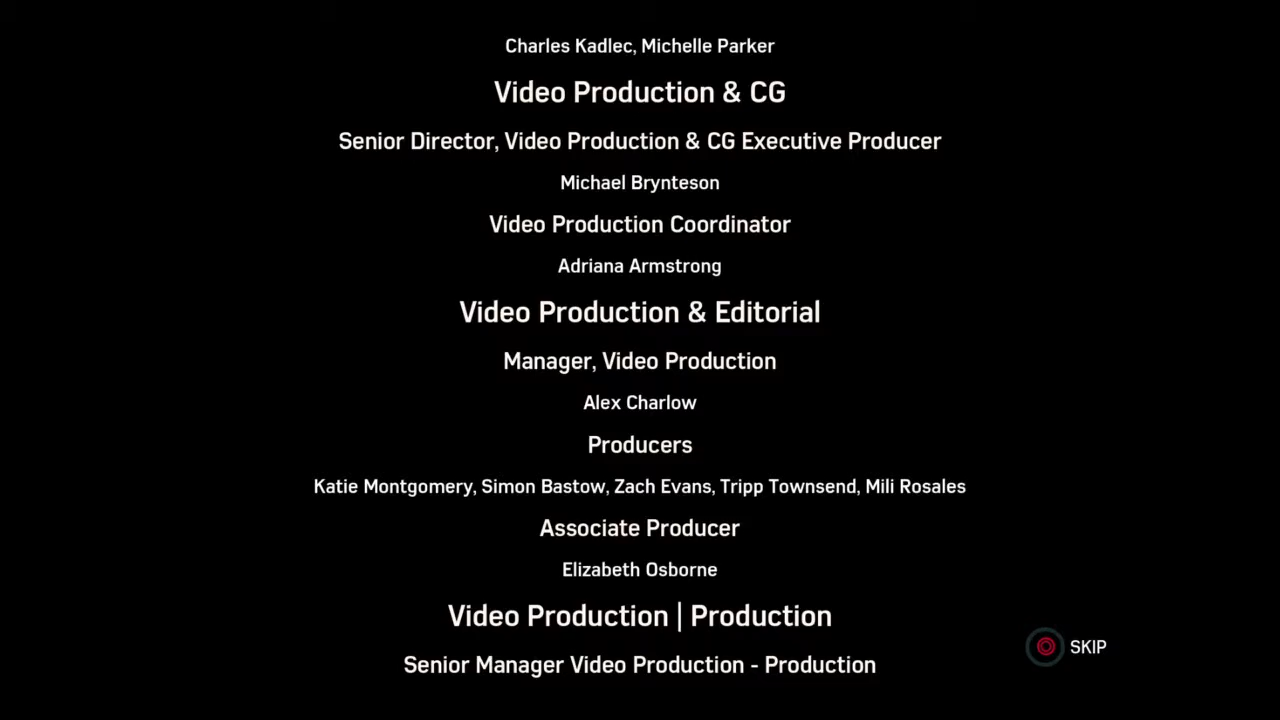 Charles Kadlec, Michelle Parker
Video Production & CG
Senior Director, Video Production & CG Executive Producer
Michael Brynteson
Video Production Coordinator
Adriana Armstrong
Video Production & Editorial
Manager, Video Production
Alex Charlow
Producers
Katie Montgomery, Simon Bastow, Zach Evans, Tripp Townsend, Mili Rosales
Associate Producer
Elizabeth Osborne
Video Production | Production
SKIP
Senior Manager Video Production - Production